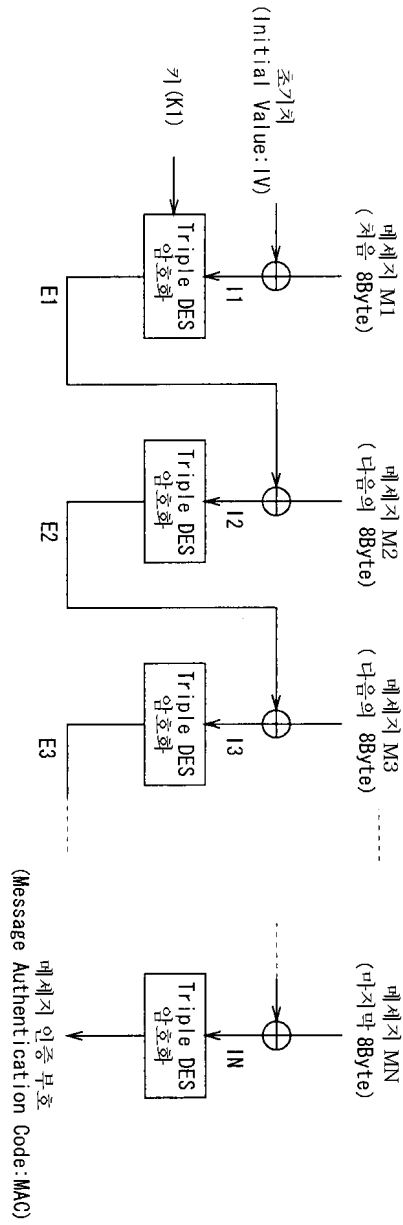 메세지 M1
(처음 8Byte)
메세지 M2
(다음의 8Byte)
메세지 M3
(다음의 8Byte)
메세지 MN
(마지막 8Byte)
초기치
(Initial Value:IV)
I1
I2
I3
IN
키(K1)
Triple DES
암호화
Triple DES
암호화
Triple DES
암호화
Triple DES
암호화
E1
E2
E3
메세지 인증 부호
(Message Authentication Code:MAC)